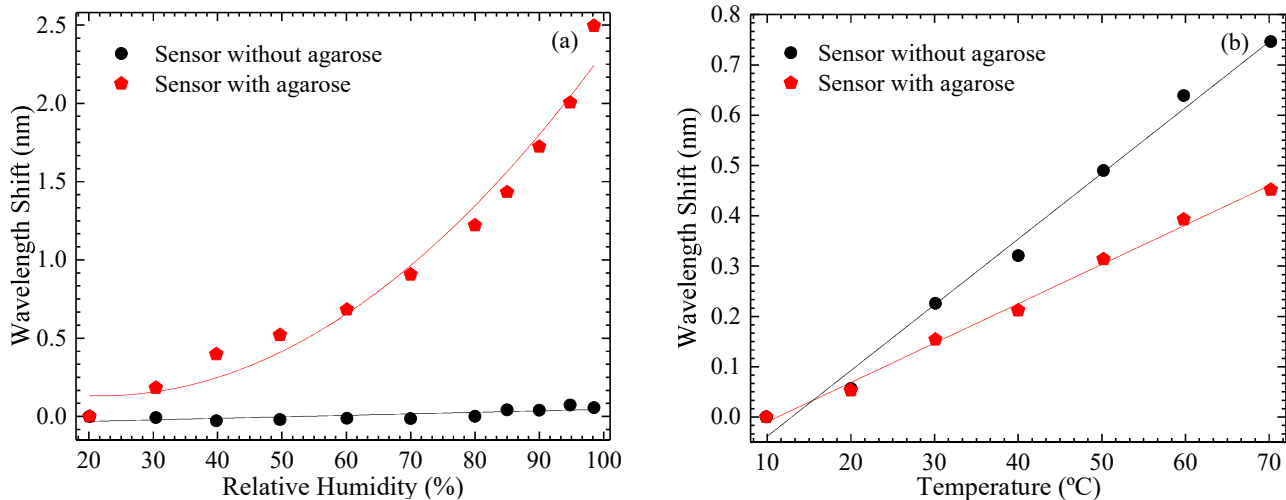 (a)
Sensor without agarose
Sensor with agarose
Wavelength Shift (nm)
2.5
2.0
1.5
1.0
0.5
0.0
20 30 40 50 60 70 80 90 100
Relative Humidity (%)
(b)
Sensor without agarose
Sensor with agarose
Wavelength Shift (nm)
0.8
0.7
0.6
0.5
0.4
0.3
0.2
0.1
0.0
10 20 30 40 50 60 70
Temperature (ºC)